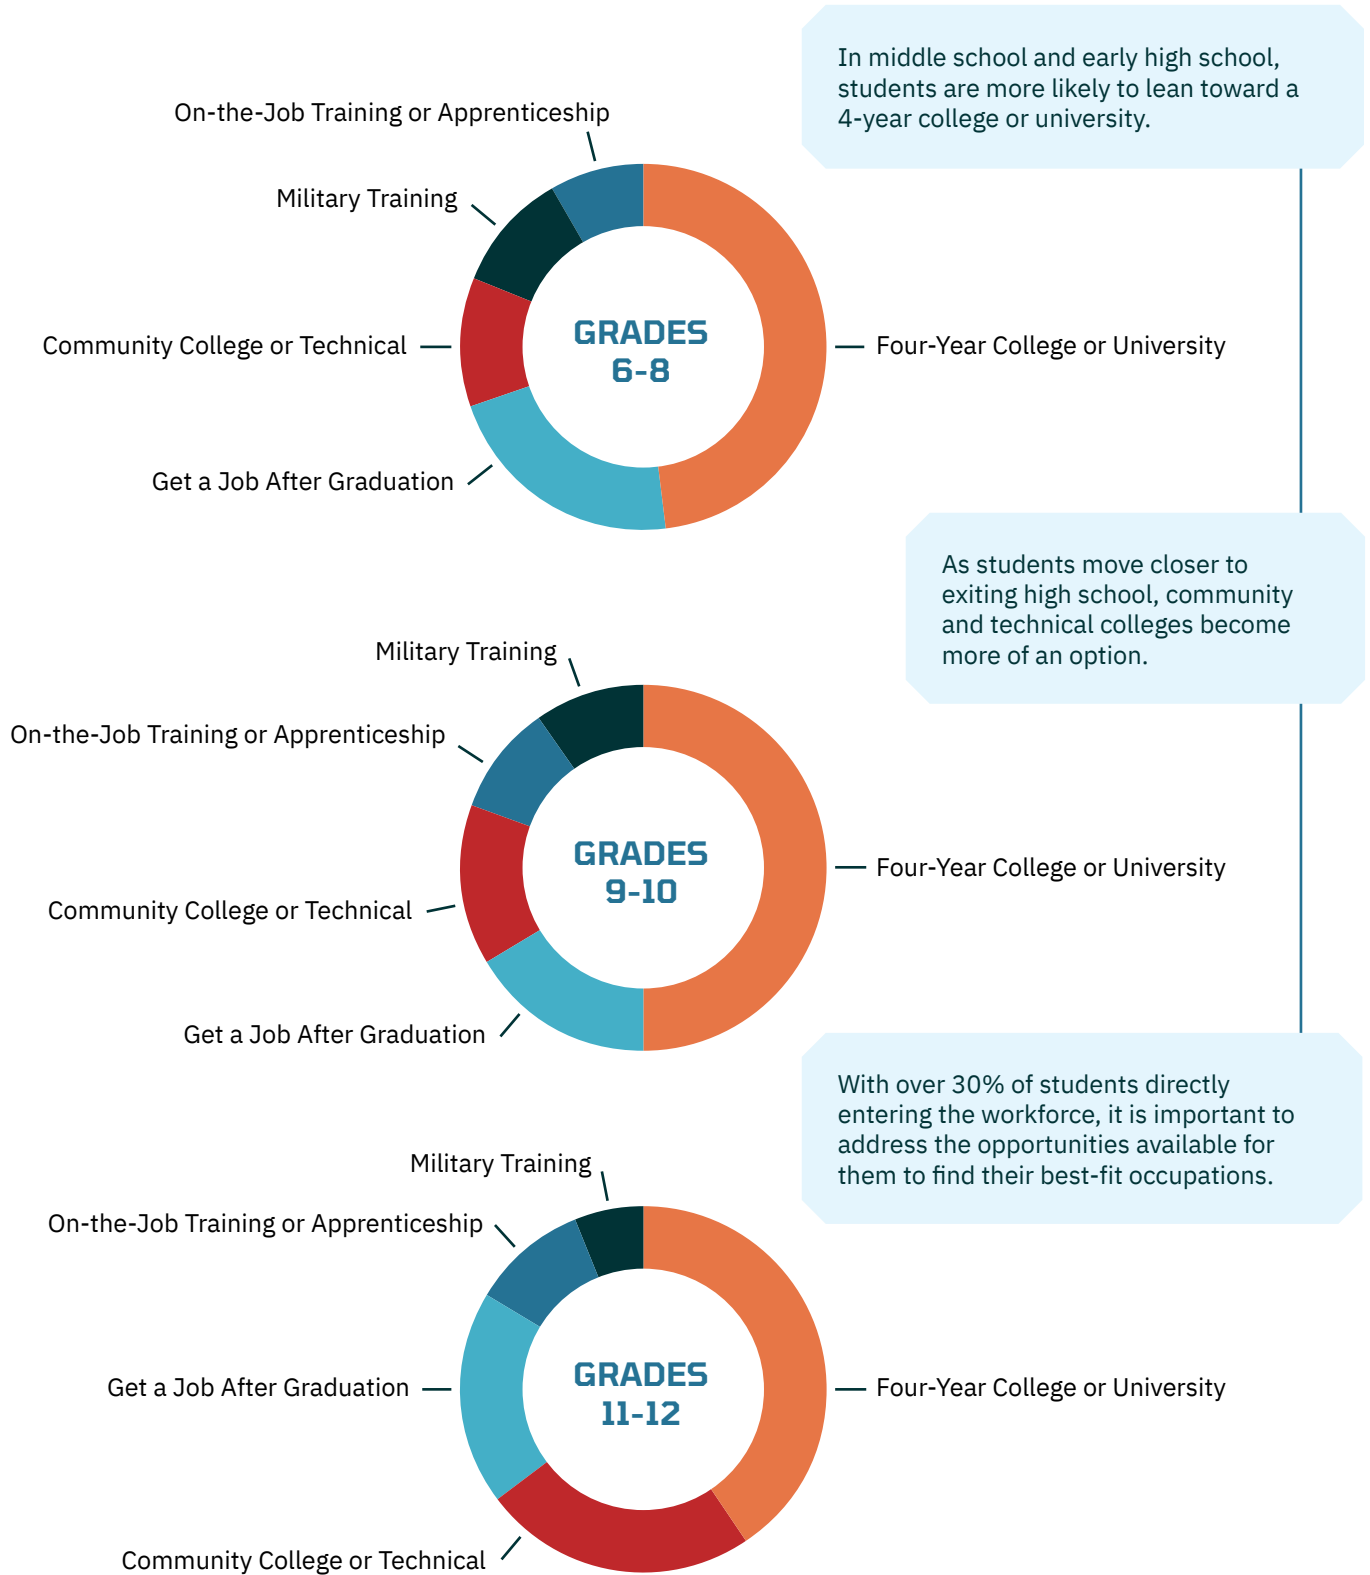 In middle school and early high school,
students are more likely to lean toward a
4-year college or university.
On-the-Job Training or Apprenticeship
Military Training
Community College or Technical
Get a Job After Graduation
GRADES
6-8
Four-Year College or University
As students move closer to
exiting high school, community
and technical colleges become
more of an option.
Military Training
On-the-Job Training or Apprenticeship
Community College or Technical
Get a Job After Graduation
GRADES
9-10
Four-Year College or University
With over 30% of students directly
entering the workforce, it is important to
address the opportunities available for
them to find their best-fit occupations.
Military Training
On-the-Job Training or Apprenticeship
Get a Job After Graduation
Community College or Technical
GRADES
11-12
Four-Year College or University